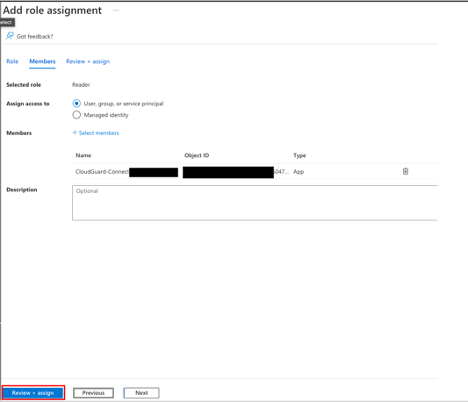 Add role assignment ...
elect
Got feedback?
Role Members Review + assign
Selected role Reader
Assign access to User, group, or service principal
Managed identity
Members + Select members
Name Object ID Type
CloudGuard-Connect 047... App
Description Optional
Review + assign Previous Next